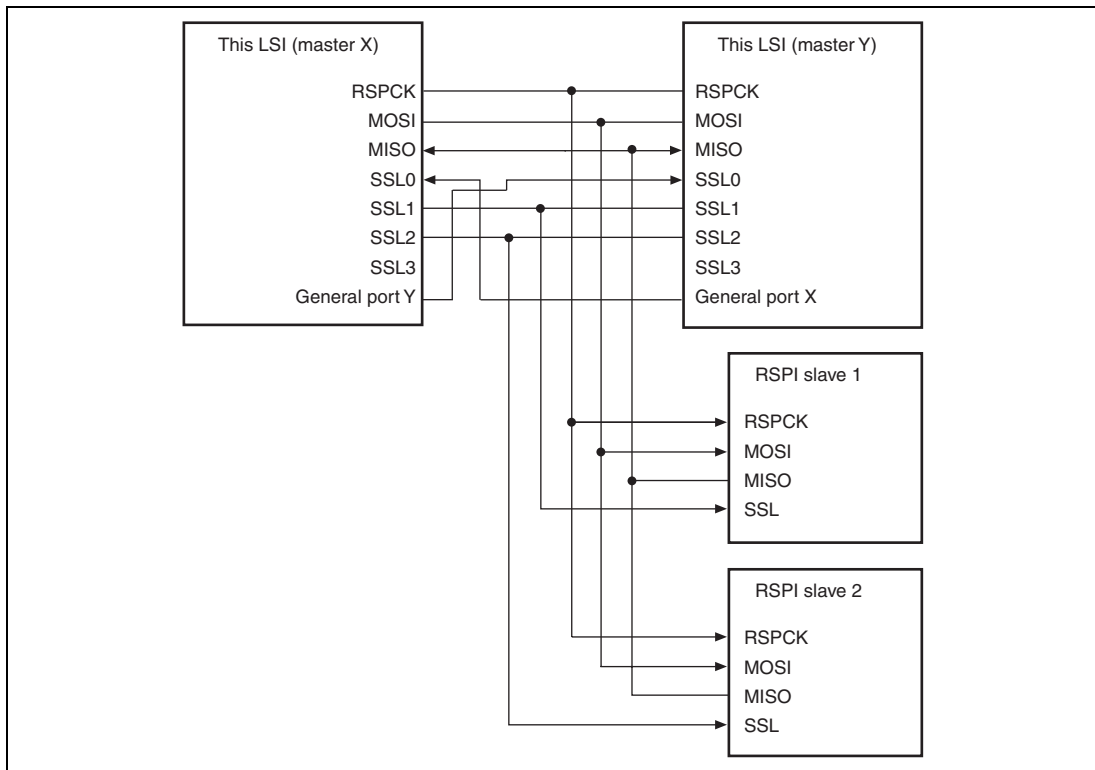 This LSI (master X)
RSPCK
MOSI
MISO
SSL0
SSL1
SSL2
SSL3
General port Y
This LSI (master Y)
RSPCK
MOSI
MISO
SSL0
SSL1
SSL2
SSL3
General port X
RSPI slave 1
RSPCK
MOSI
MISO
SSL
RSPI slave 2
RSPCK
MOSI
MISO
SSL